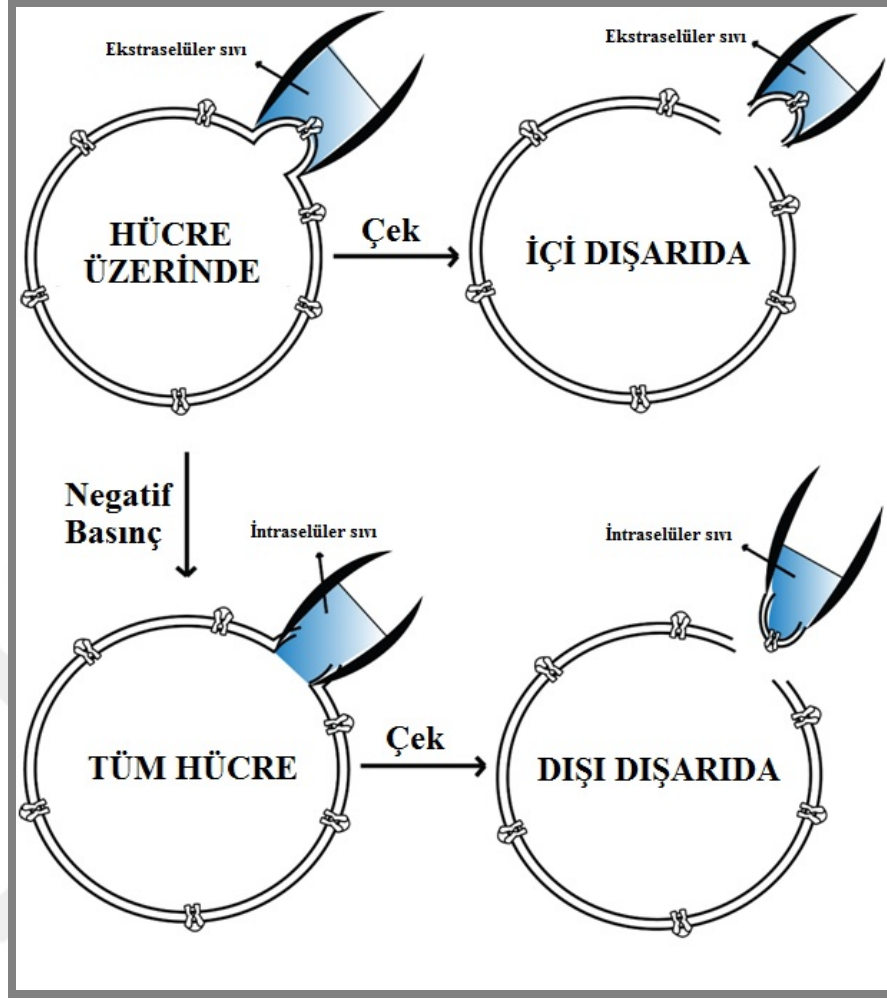 Ekstraselüler sıvı
Ekstraselüler sıvı
HÜCRE
ÜZERİNDE
Çek
İÇİ DIŞARIDA
Negatif
Basınç
İntraselüler sıvı
İntraselüler sıvı
TÜM HÜCRE
Çek
DIŞI DIŞARIDA